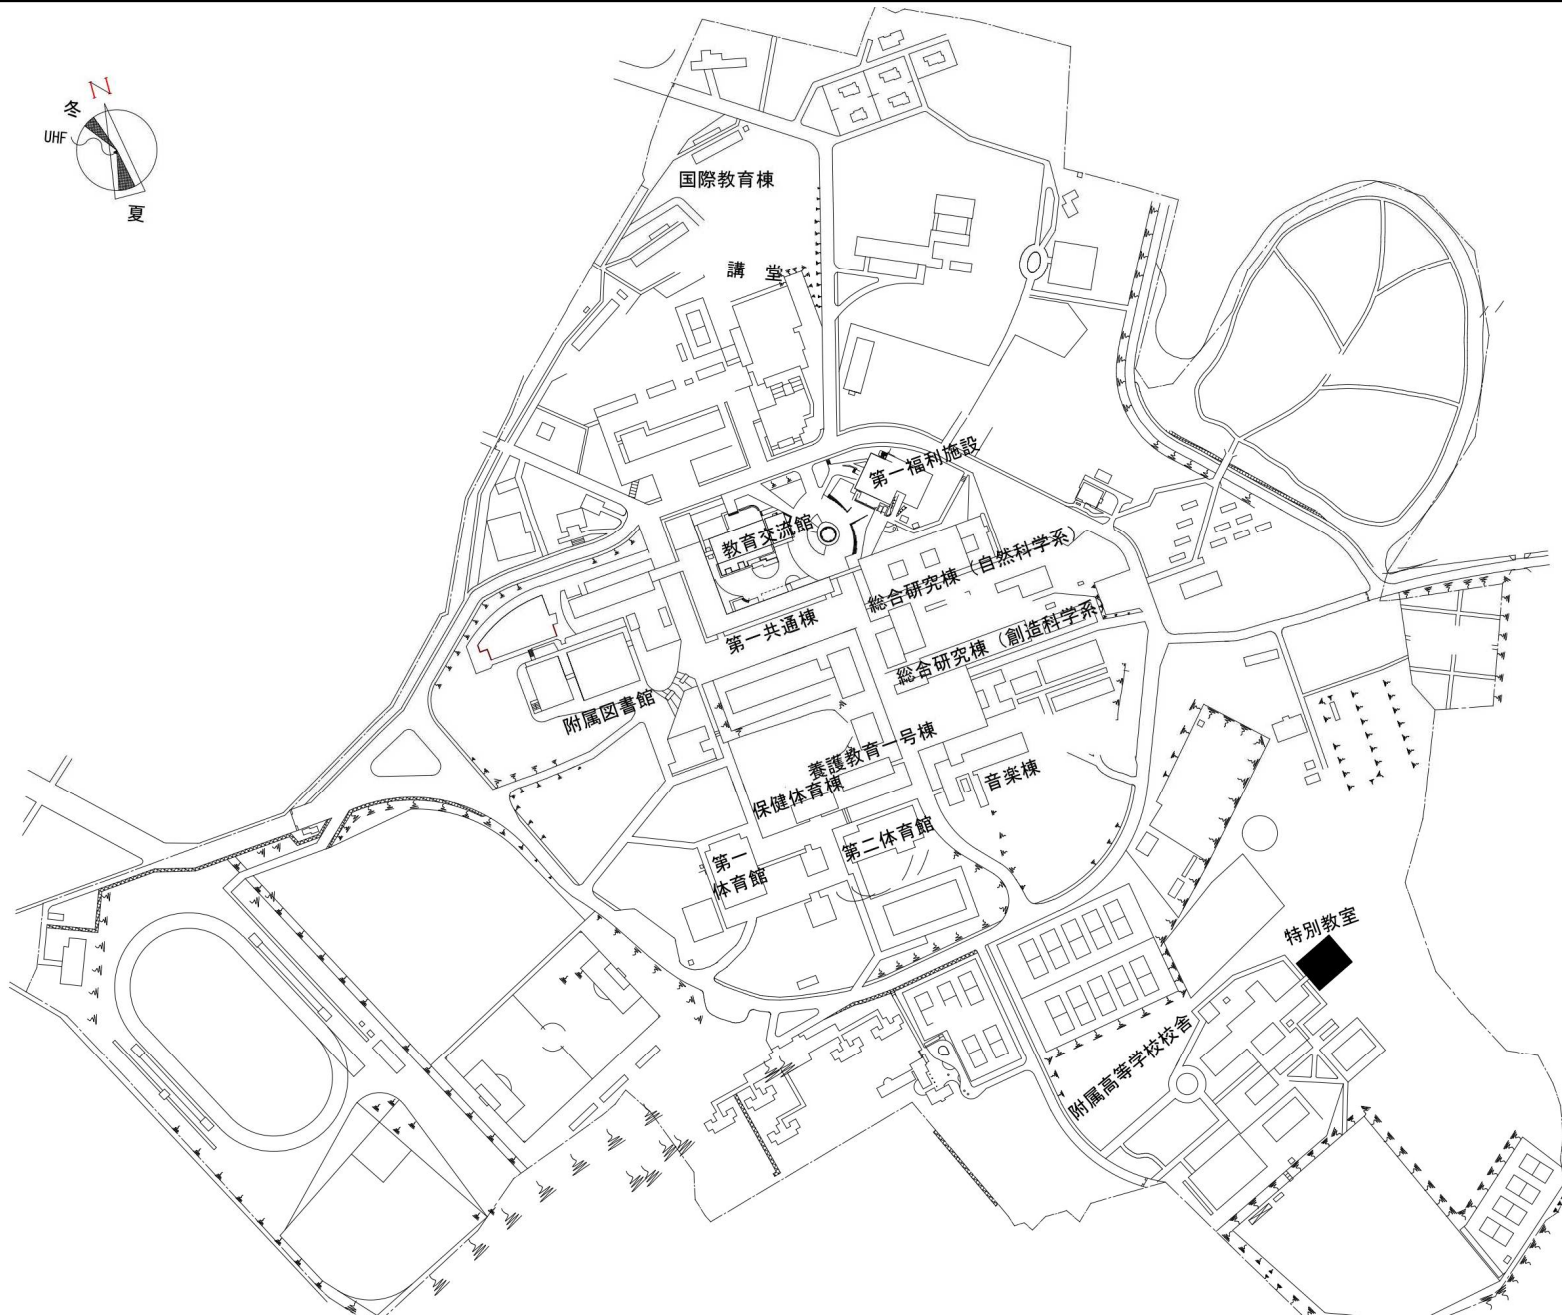 N
冬
UHF
夏
国際教育棟
講堂
第一福利施設
教育交流館
総合研究棟（自然科学系）
第一共通棟
総合研究棟（創造科学系）
附属図書館
養護教育一号棟
保健体育棟
音楽棟
第二体育館
第一
体育館
特別教室
附属高等学校校舎